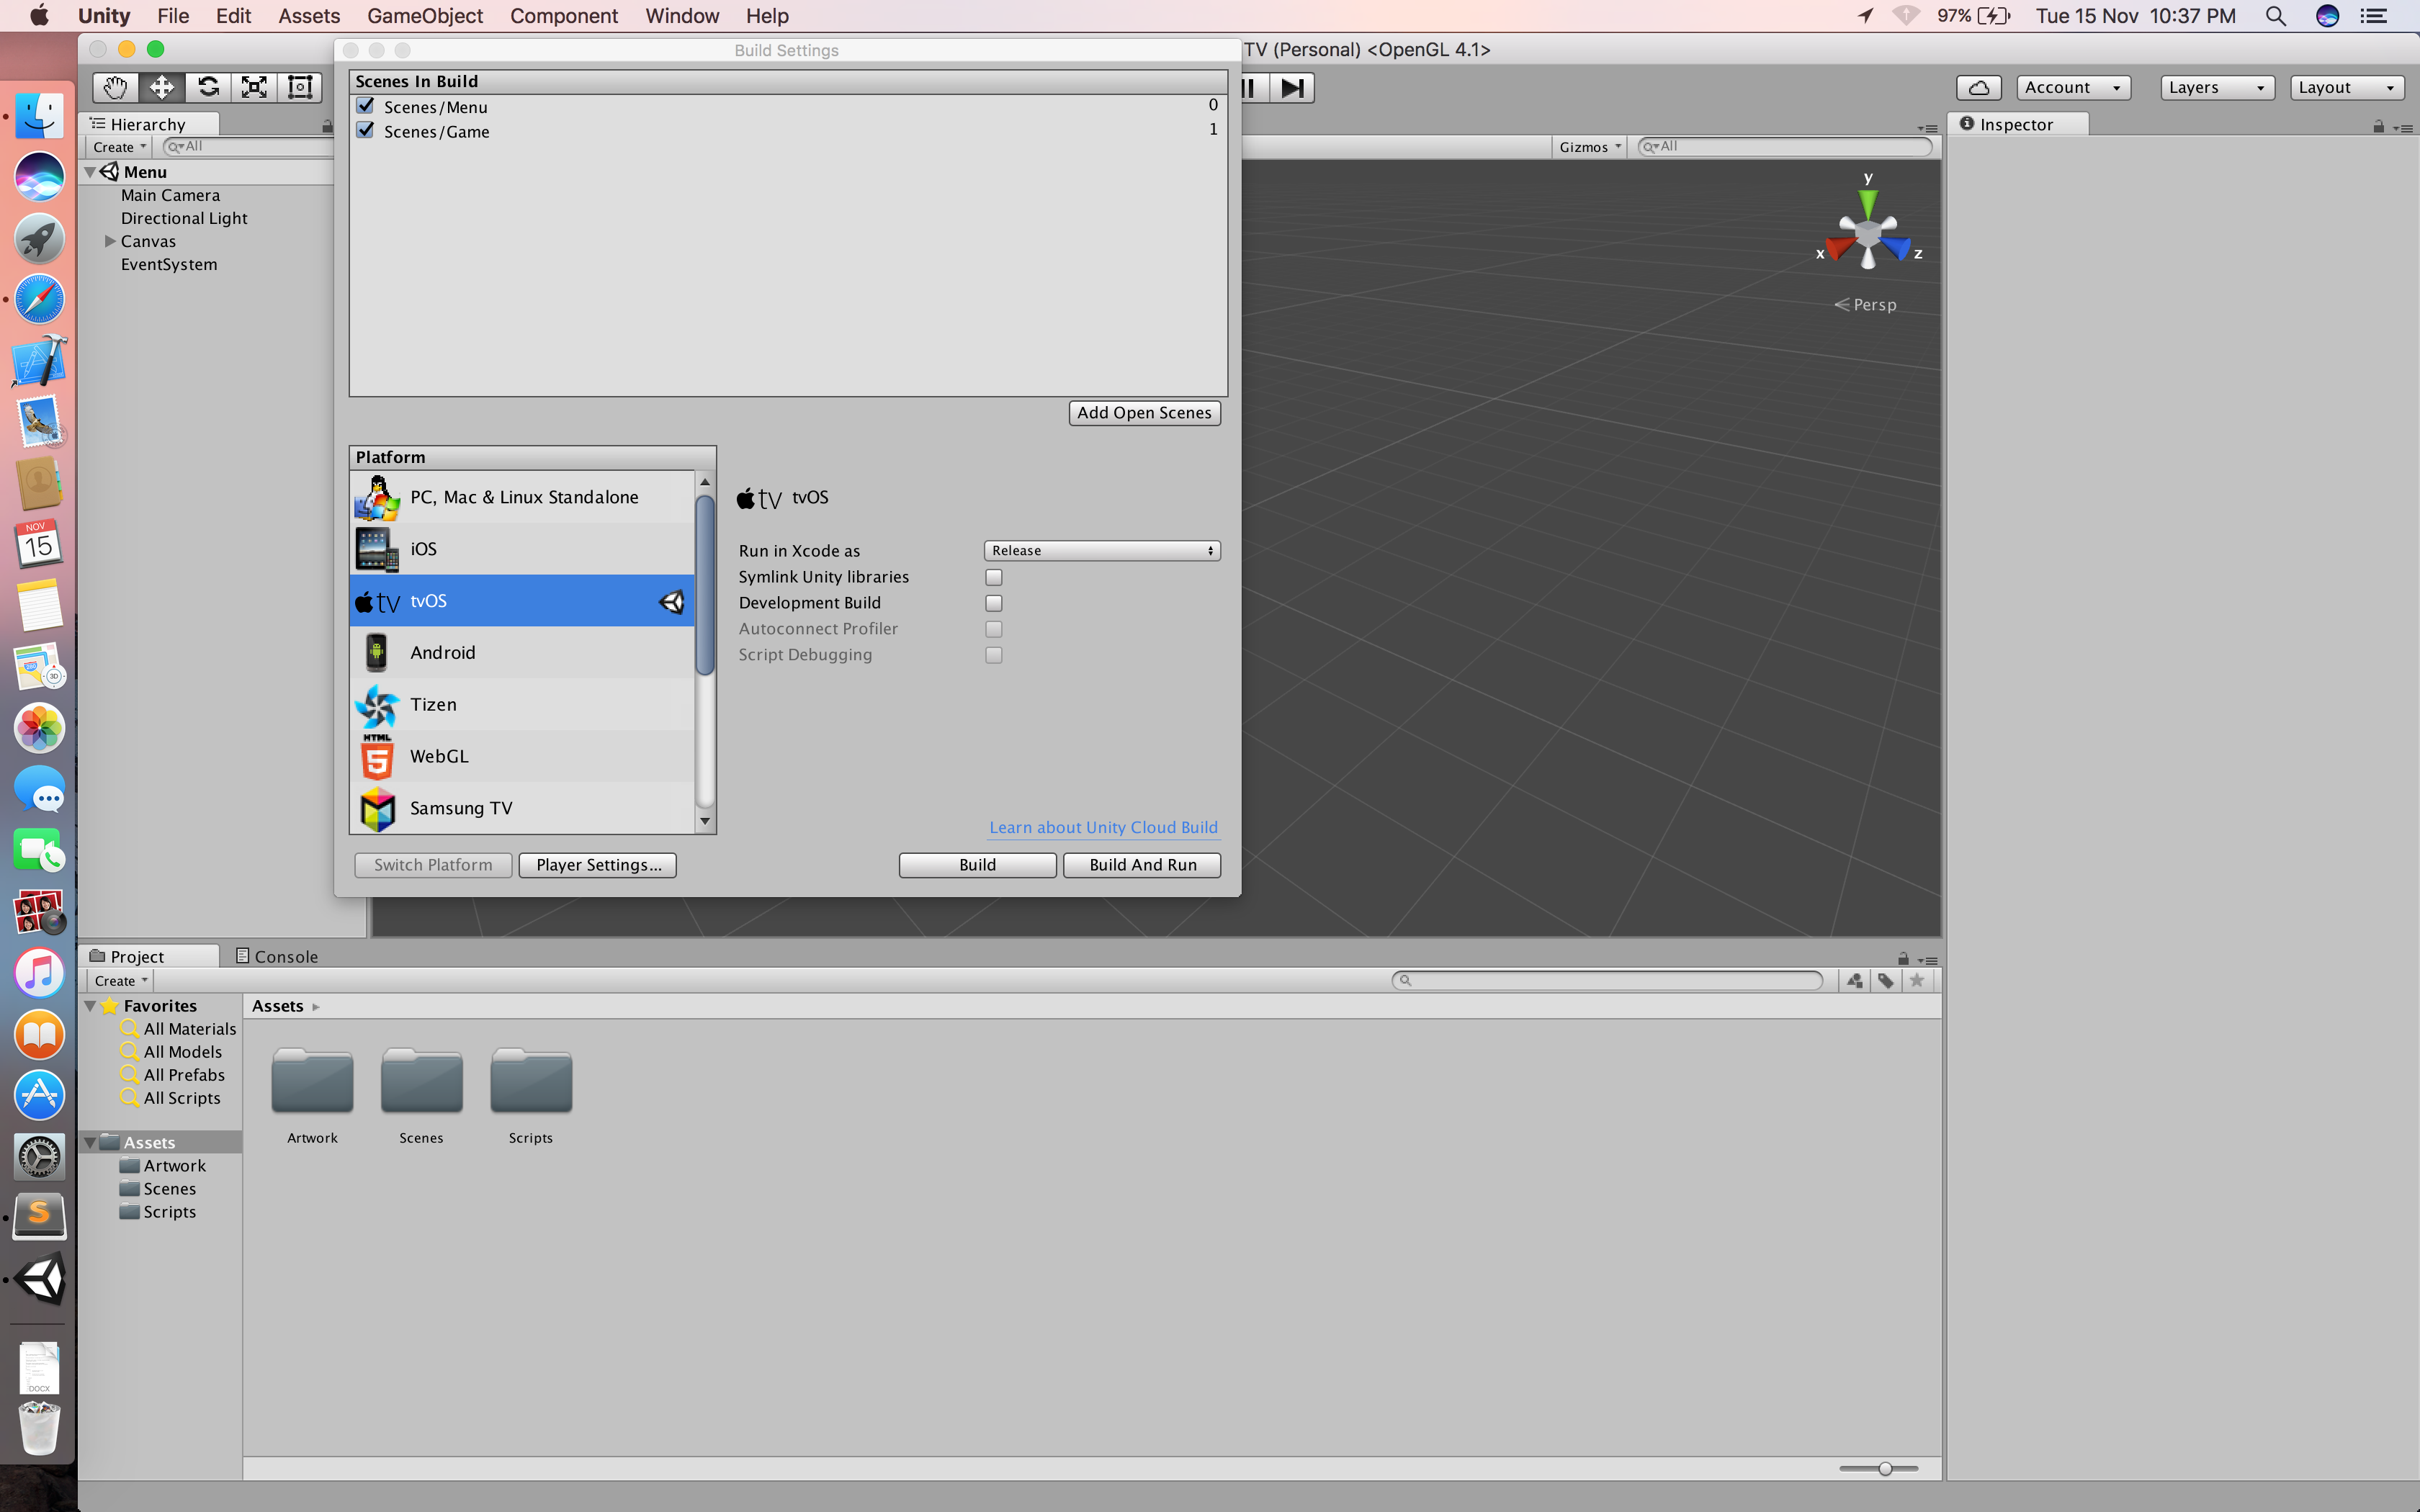 Unity File Edit Assets GameObject Component Window Help 97% Tue 15 Nov 10:37 PM
Build Settings
TV (Personal) <OpenGL 4.1>
Account Layers Layout
Scenes In Build
Scenes/Menu 0
Scenes/Game 1
Add Open Scenes
Hierarchy
Create All
Menu
Main Camera
Directional Light
Canvas
EventSystem
Gizmos All
y
x z
Persp
Inspector
Platform
PC, Mac & Linux Standalone
iOS
tv tvOS
Android
Tizen
HTML 5 WebGL
Samsung TV
tv tvOS
Run in Xcode as Release
Symlink Unity libraries
Development Build
Autoconnect Profiler
Script Debugging
Learn about Unity Cloud Build
Switch Platform Player Settings... Build Build And Run
Project Console
Create
Favorites
All Materials
All Models
All Prefabs
All Scripts
Assets
Artwork
Scenes
Scripts
Assets
Artwork Scenes Scripts
NOV
15
3D
S
DOCX